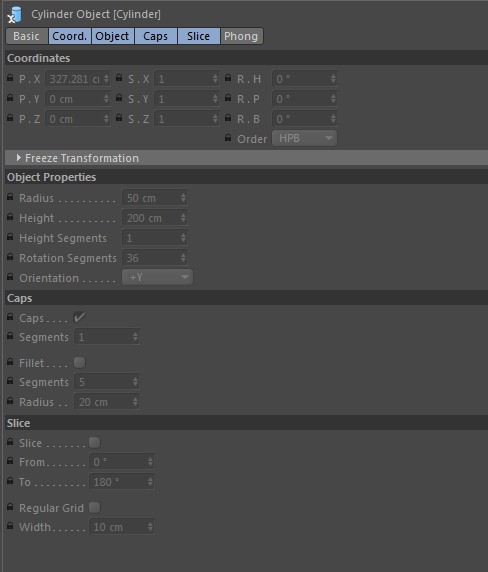 Cylinder Object [Cylinder]
Basic Coord. Object Caps Slice Phong
Coordinates
P . X 327.281 c S . X 1 R . H 0 °
P . Y 0 cm S . Y 1 R . P 0 °
P . Z 0 cm S . Z 1 R . B 0 °
Order HPB
Freeze Transformation
Object Properties
Radius . . . . . . . . . . 50 cm
Height . . . . . . . . . . 200 cm
Height Segments 1
Rotation Segments 36
Orientation . . . . . . +Y
Caps
Caps . . . .
Segments 1
Fillet . . . .
Segments 5
Radius . . 20 cm
Slice
Slice . . . . . . .
From. . . . . . . 0 °
To . . . . . . . . . 180 °
Regular Grid
Width. . . . . . 10 cm